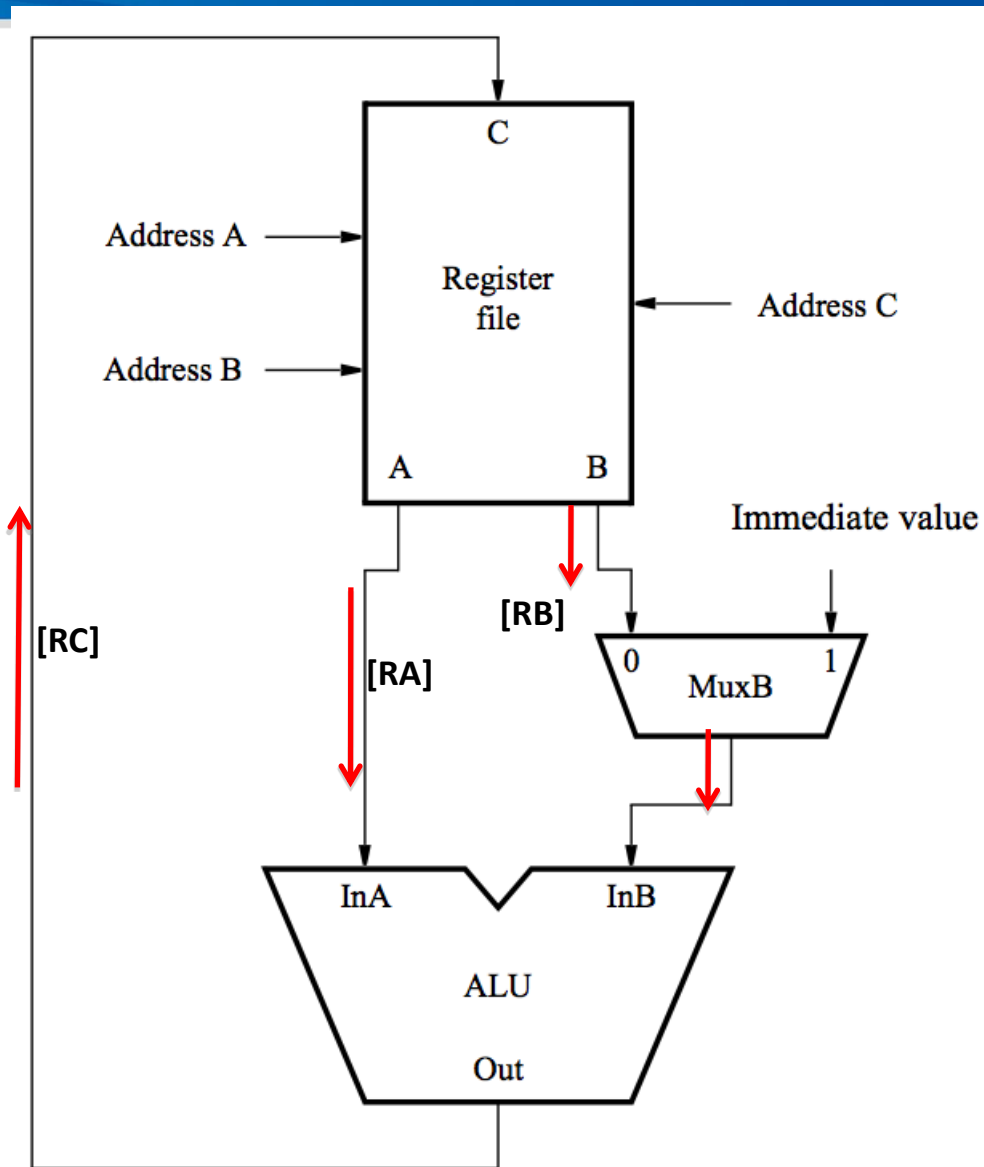 C
Address A
Register
file
Address C
Address B
A
B
Immediate value
[RB]
[RC]
[RA]
0
1
MuxB
InA
InB
ALU
Out